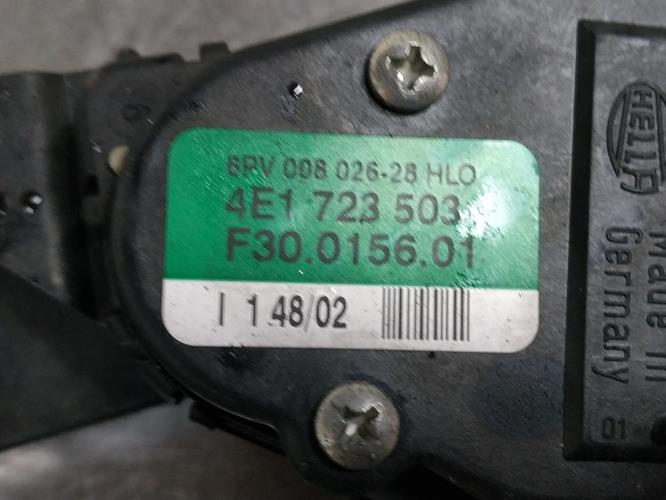 6PV 008 026-28 HLO
4E1 723 503
F30.0156.01
I 1 48/02
HELLA
Made in
Germany
01